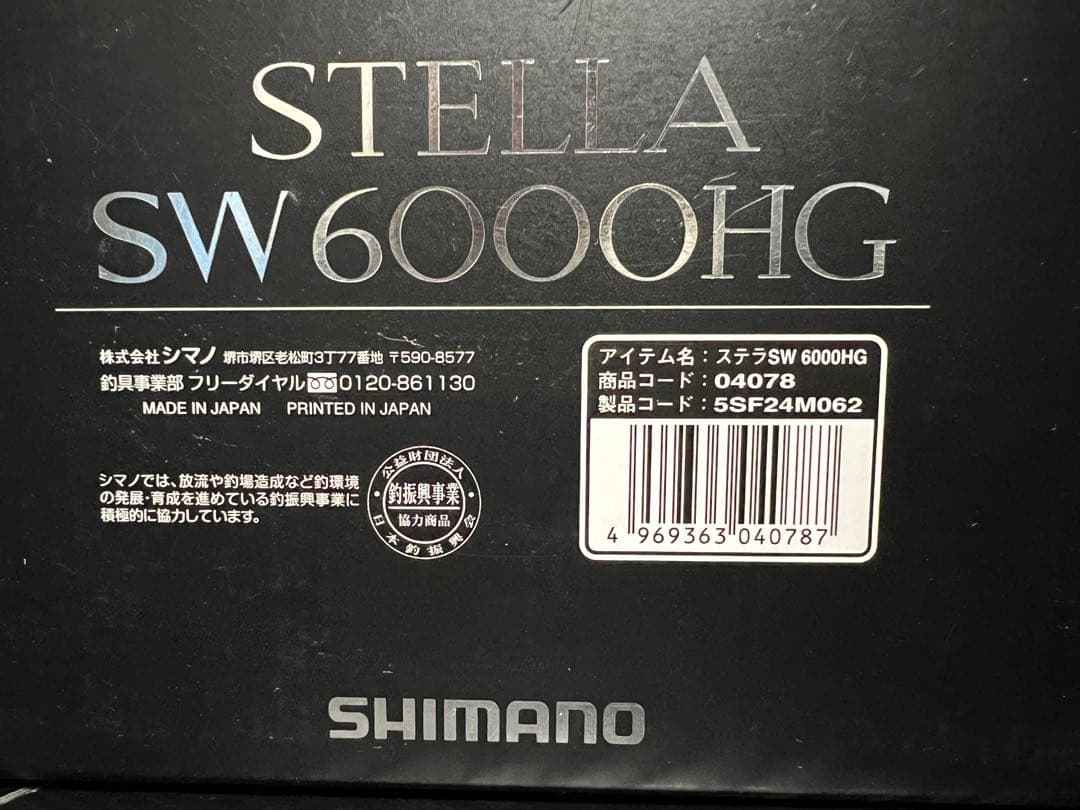 STELLA
SW 6000HG
株式会社シマノ 堺市堺区老松町3丁77番地 〒590-8577
釣具事業部 フリーダイヤル 0120-861130
MADE IN JAPAN PRINTED IN JAPAN
シマノでは、放流や釣場造成など釣環境
の発展・育成を進めている釣振興事業に
積極的に協力しています。
公益財団法人
釣振興事業
協力商品
日本釣振興会
アイテム名：ステラSW 6000HG
商品コード：04078
製品コード：5SF24M062
4 969363 040787
SHIMANO